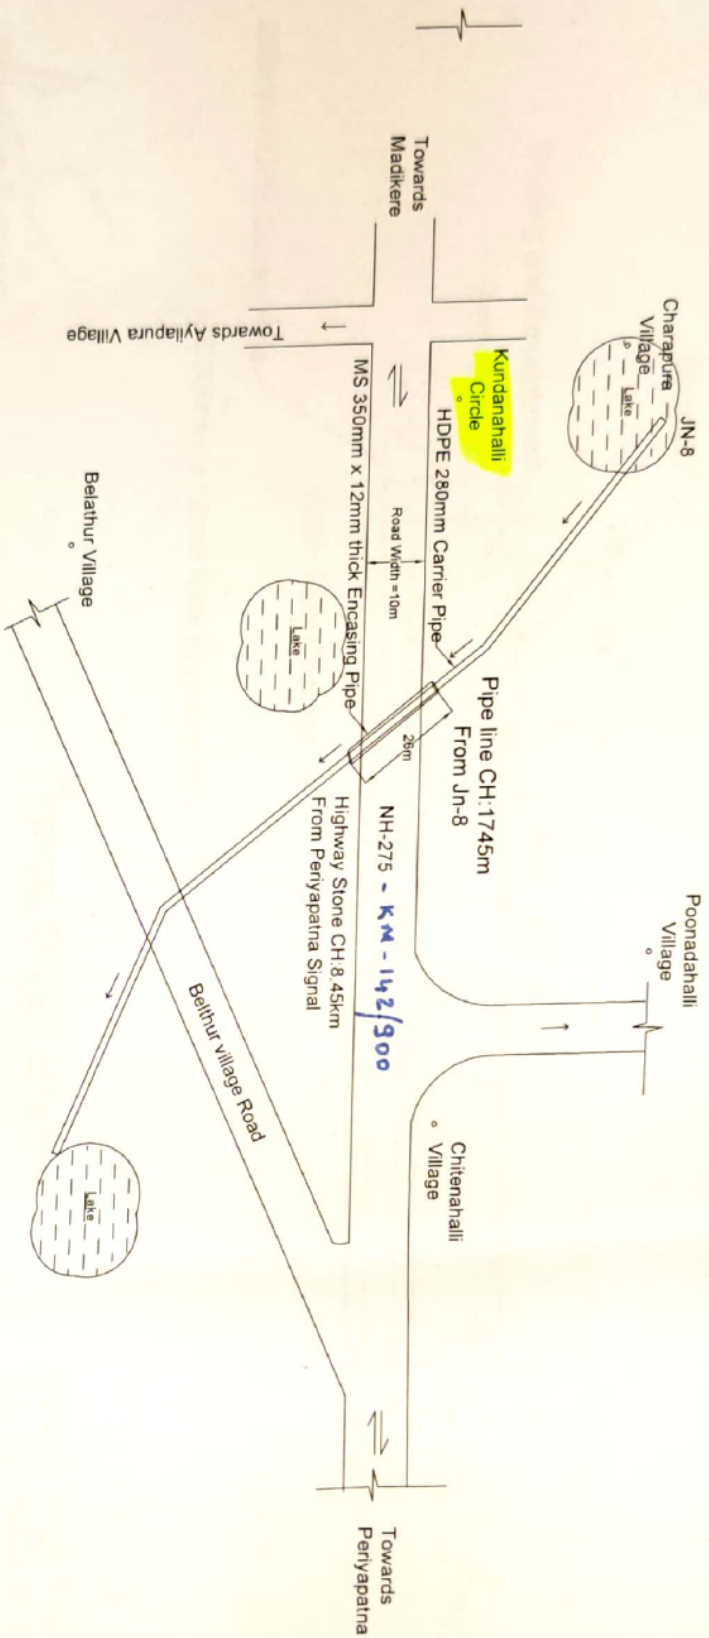 Towards
Madikere
Towards Ayilapura Village
Charapura
Village
Lake
JN-8
Kundanahalli
Circle
HDPE 280mm Carrier Pipe
Road Width =10m
MS 350mm x 12mm thick Encasing Pipe
Lake
Belathur Village
Pipe line CH:1745m
From Jn-8
26m
NH-275 - KM - 142/900
Highway Stone CH:8.45km
From Periyapatna Signal
Poonadahalli
Village
Chitenahalli
Village
Belthur village Road
Lake
Towards
Periyapatna